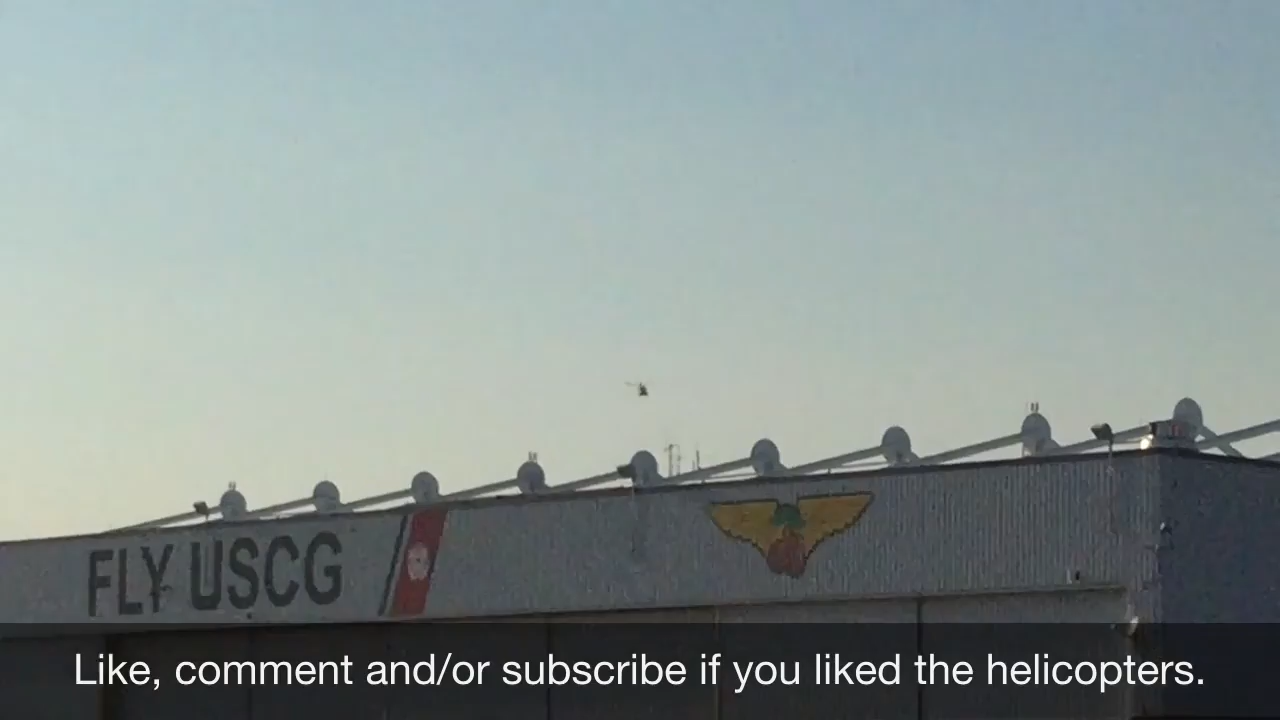 FLY USCG
Like, comment and/or subscribe if you liked the helicopters.